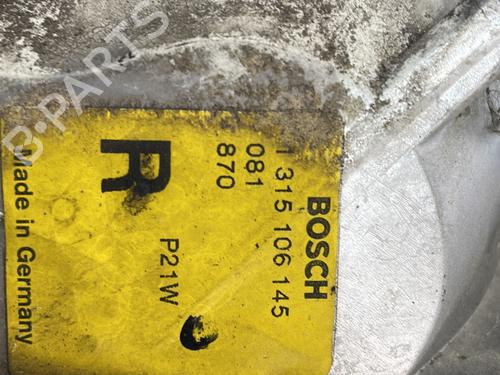 BOSCH
1 315 106 145
081
870
R
P21W
Made in Germany
B-PARTS